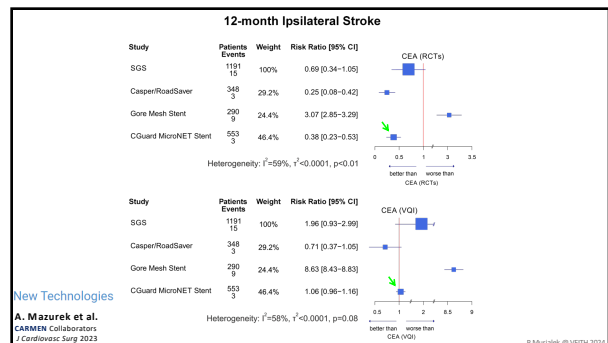 12-month Ipsilateral Stroke
Study Patients Events Weight Risk Ratio [95% CI]
CEA (RCTs)
SGS 1191 15 100% 0.69 [0.34−1.05]
Casper/RoadSaver 348 3 29.2% 0.25 [0.08−0.42]
Gore Mesh Stent 290 9 24.4% 3.07 [2.85−3.29]
CGuard MicroNET Stent 553 3 46.4% 0.38 [0.23−0.53]
Heterogeneity: I²=59%, τ²<0.0001, p<0.01
0 0.5 1 3 3.5
better than worse than
CEA (RCTs)
Study Patients Events Weight Risk Ratio [95% CI]
CEA (VQI)
SGS 1191 15 100% 1.96 [0.93−2.99]
Casper/RoadSaver 348 3 29.2% 0.71 [0.37−1.05]
Gore Mesh Stent 290 9 24.4% 8.63 [8.43−8.83]
CGuard MicroNET Stent 553 3 46.4% 1.06 [0.96−1.16]
0.5 1 2 8.5 9
Heterogeneity: I²=58%, τ²<0.0001, p=0.08
better than worse than
CEA (VQI)
New Technologies
A. Mazurek et al.
CARMEN Collaborators
J Cardiovasc Surg 2023
P Musialek @ VEITH 2024